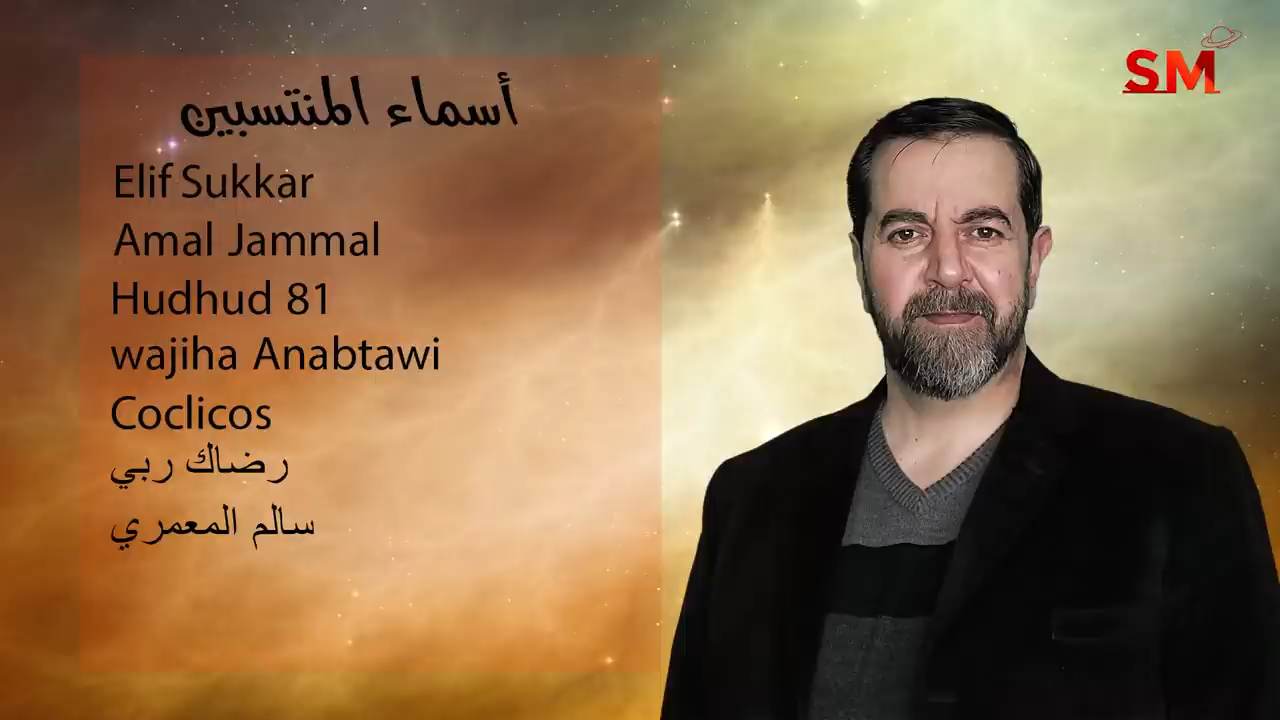 أسماء المنتسبين
Elif Sukkar
Amal Jammal
Hudhud 81
wajiha Anabtawi
Coclicos
رضاك ربي
سالم المعمري
SM